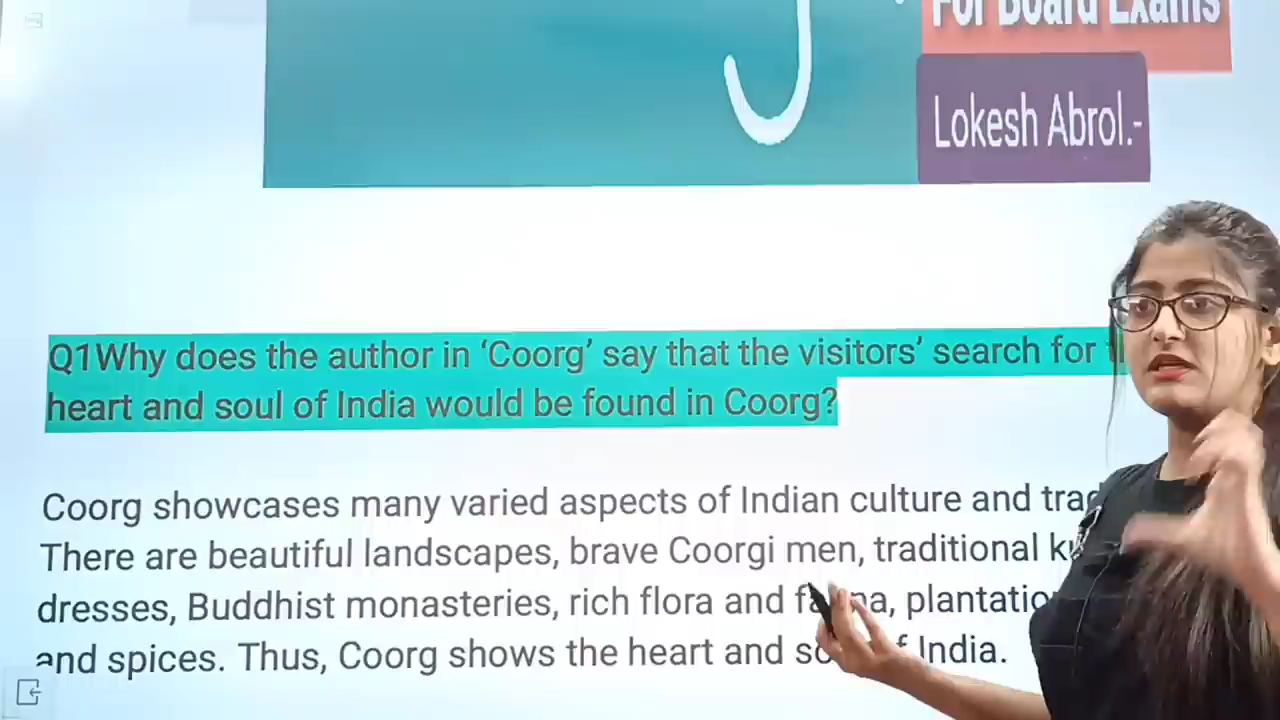 For Board Exams
Lokesh Abrol.-
Q1Why does the author in ‘Coorg’ say that the visitors’ search for
heart and soul of India would be found in Coorg?
Coorg showcases many varied aspects of Indian culture and
There are beautiful landscapes, brave Coorgi men, traditional
dresses, Buddhist monasteries, rich flora and
and spices. Thus, Coorg shows the heart and India.